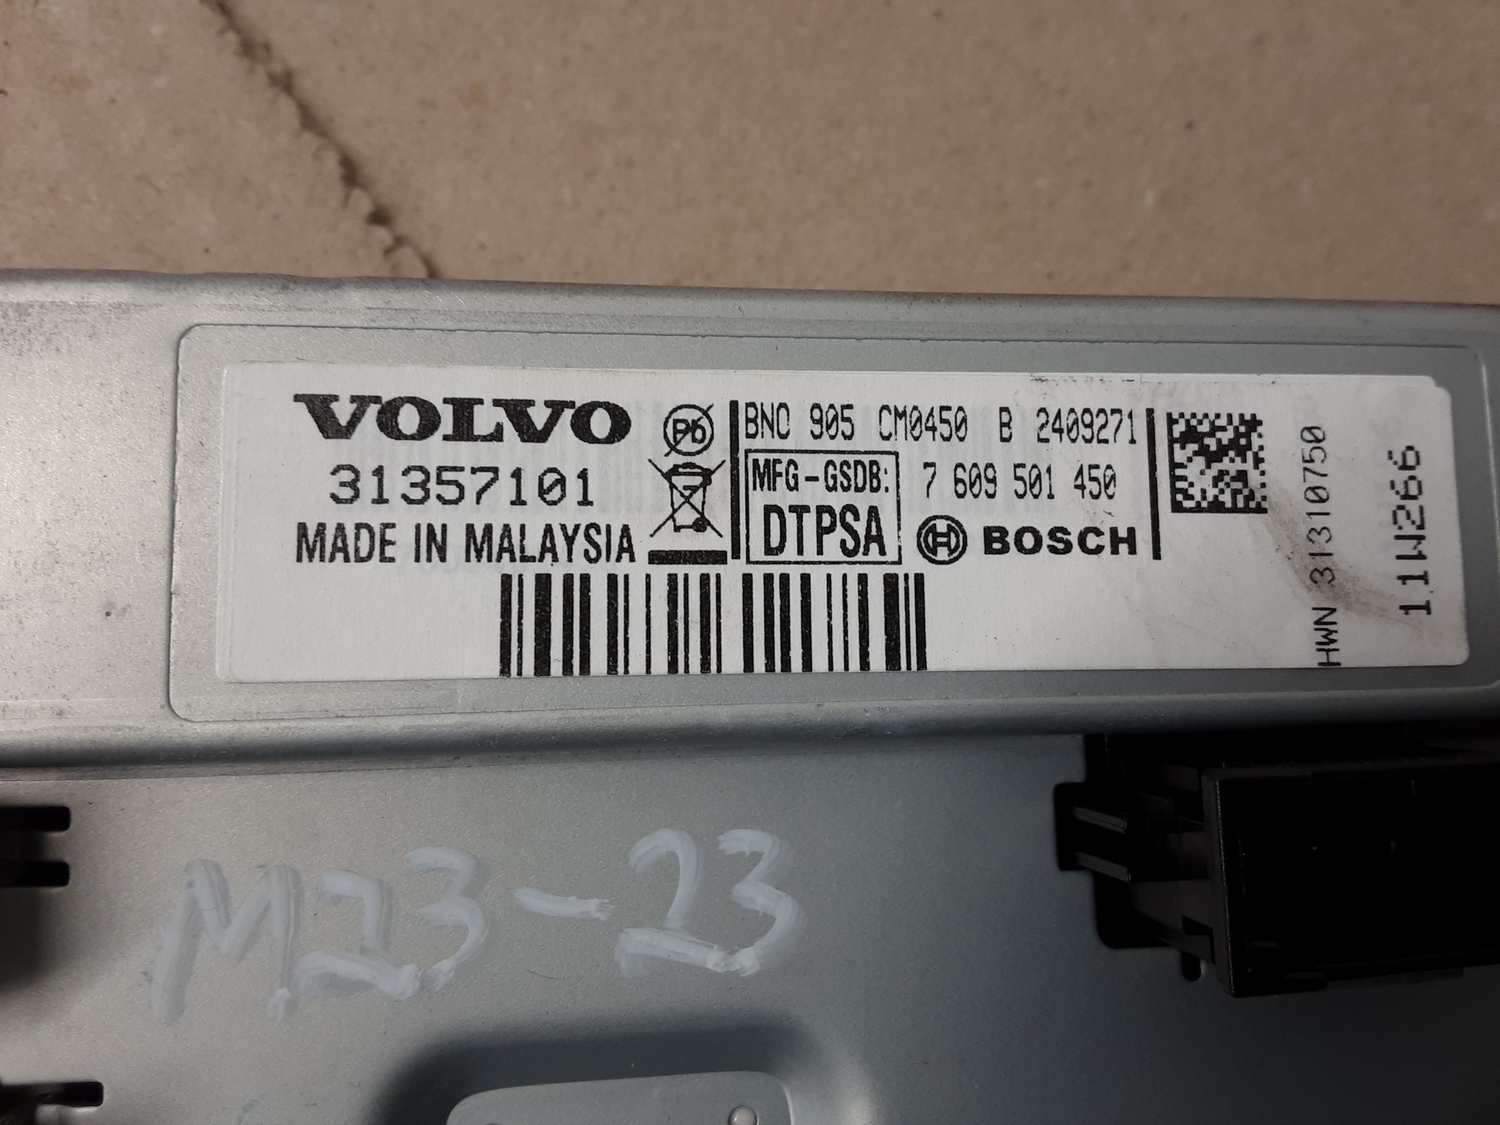 VOLVO
31357101
MADE IN MALAYSIA
Pb
BNO 905 CM0450 B 2409271
MFG-GSDB:
DTPSA
7 609 501 450
BOSCH
HWN 31310750
11W266
M23-23